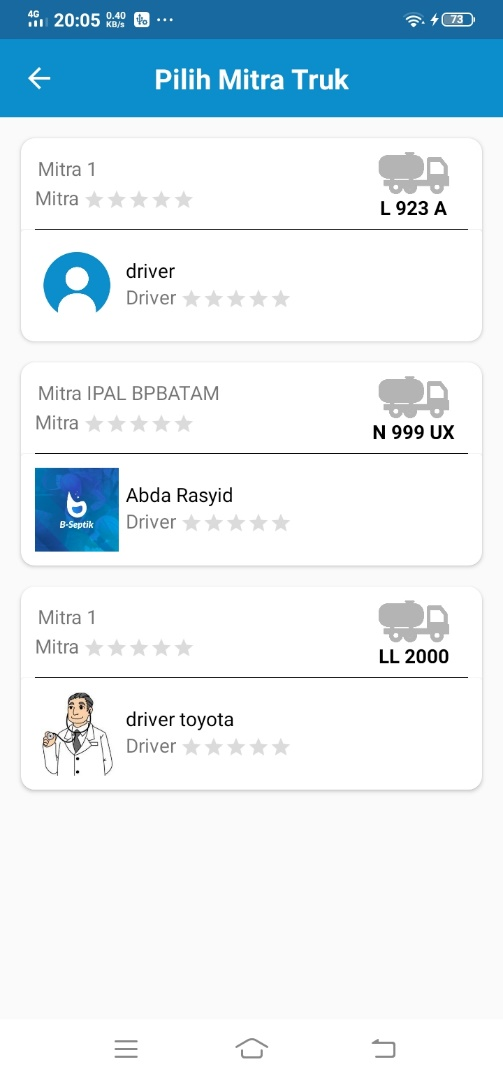 4G 20:05 0.40 KB/s ... 73
Pilih Mitra Truk
Mitra 1
Mitra
L 923 A
driver
Driver
Mitra IPAL BPBATAM
Mitra
N 999 UX
B-Septik
Abda Rasyid
Driver
Mitra 1
Mitra
LL 2000
driver toyota
Driver